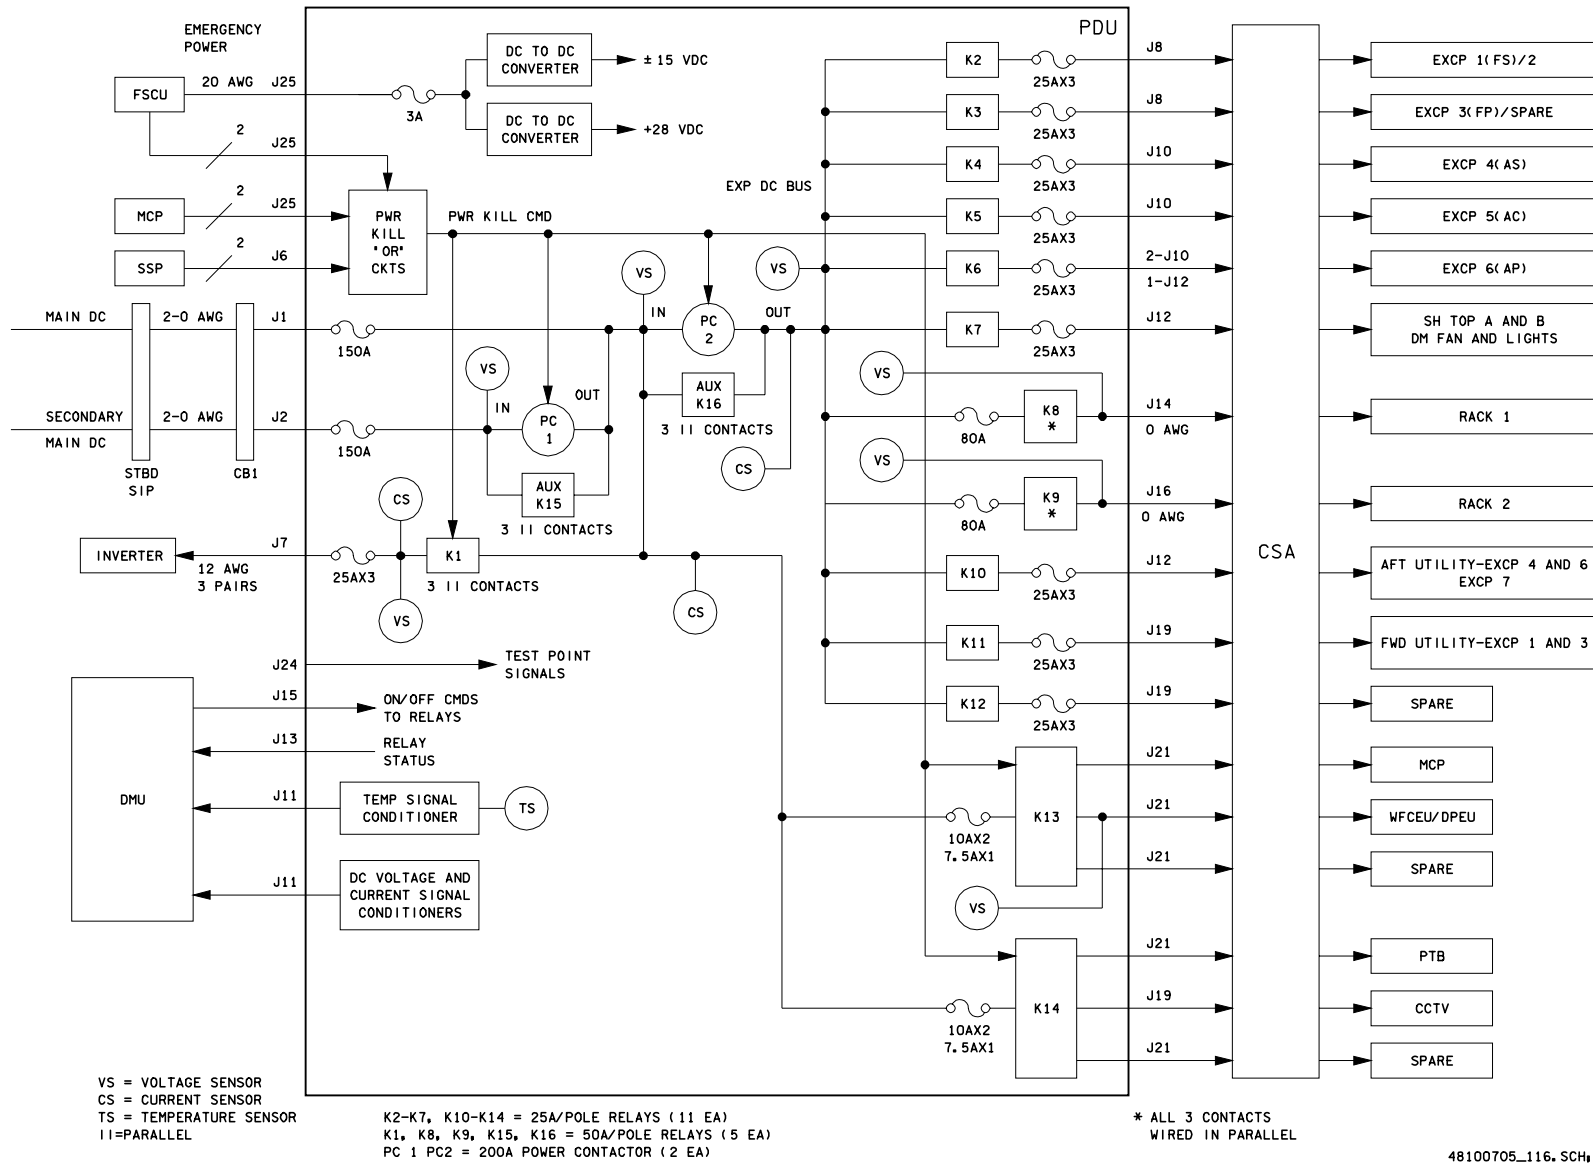 EMERGENCY
POWER
PDU
FSCU
20 AWG
J25
3A
DC TO DC
CONVERTER
± 15 VDC
DC TO DC
CONVERTER
+28 VDC
2
J25
MCP
2
J25
SSP
2
J6
PWR
KILL
"OR"
CKTS
PWR KILL CMD
EXP DC BUS
MAIN DC
2-0 AWG
J1
150A
VS
IN
PC
2
OUT
VS
SECONDARY
MAIN DC
2-0 AWG
J2
150A
VS
IN
PC
1
OUT
AUX
K16
3 II CONTACTS
CS
STBD
SIP
CB1
AUX
K15
3 II CONTACTS
CS
INVERTER
J7
12 AWG
3 PAIRS
25AX3
K1
3 II CONTACTS
VS
CS
J24
TEST POINT
SIGNALS
DMU
J15
ON/OFF CMDS
TO RELAYS
J13
RELAY
STATUS
J11
TEMP SIGNAL
CONDITIONER
TS
J11
DC VOLTAGE AND
CURRENT SIGNAL
CONDITIONERS
K2
25AX3
J8
EXCP 1(FS)/2
K3
25AX3
J8
EXCP 3(FP)/SPARE
K4
25AX3
J10
EXCP 4(AS)
K5
25AX3
J10
EXCP 5(AC)
K6
25AX3
2-J10
1-J12
EXCP 6(AP)
K7
25AX3
J12
SH TOP A AND B
DM FAN AND LIGHTS
VS
80A
K8
*
J14
0 AWG
RACK 1
VS
80A
K9
*
J16
0 AWG
RACK 2
CSA
K10
25AX3
J12
AFT UTILITY-EXCP 4 AND 6
EXCP 7
K11
25AX3
J19
FWD UTILITY-EXCP 1 AND 3
K12
25AX3
J19
SPARE
10AX2
7.5AX1
K13
J21
MCP
J21
WFCEU/DPEU
J21
SPARE
VS
10AX2
7.5AX1
K14
J21
PTB
J19
CCTV
J21
SPARE
VS = VOLTAGE SENSOR
CS = CURRENT SENSOR
TS = TEMPERATURE SENSOR
II=PARALLEL
K2-K7, K10-K14 = 25A/POLE RELAYS (11 EA)
K1, K8, K9, K15, K16 = 50A/POLE RELAYS (5 EA)
PC 1 PC2 = 200A POWER CONTACTOR (2 EA)
* ALL 3 CONTACTS
WIRED IN PARALLEL